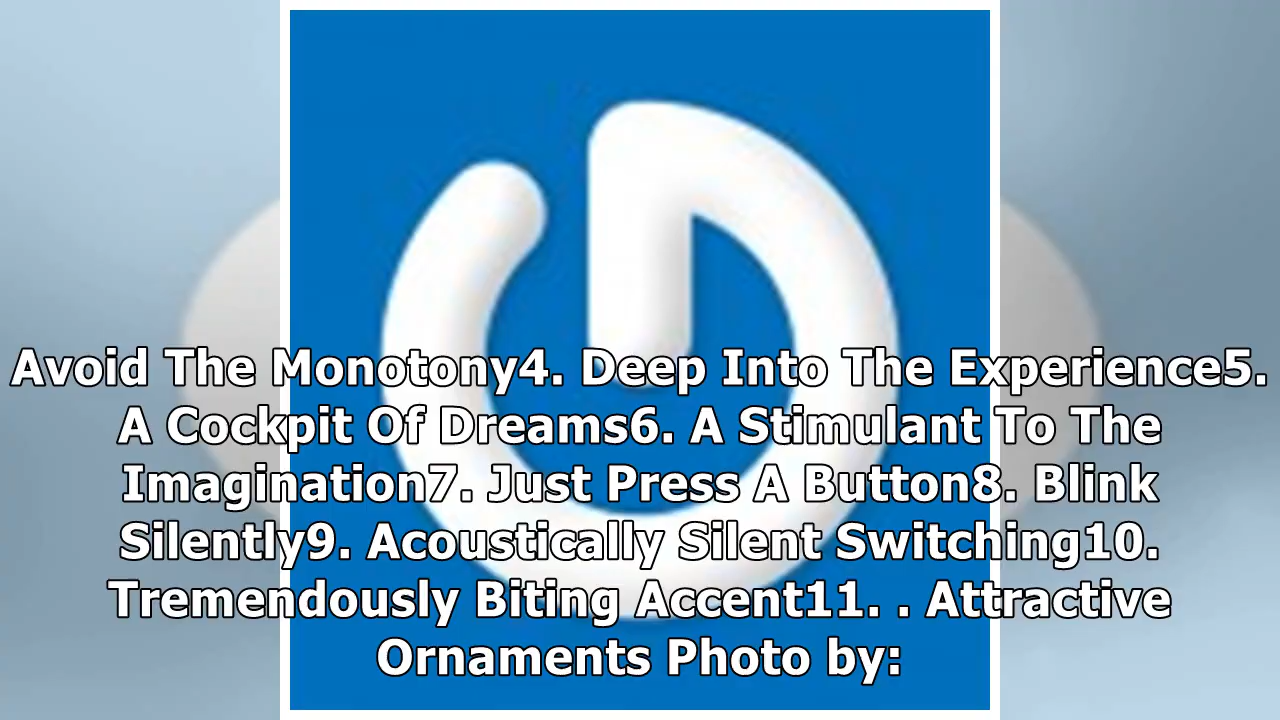 Avoid The Monotony4. Deep Into The Experience5.
A Cockpit Of Dreams6. A Stimulant To The
Imagination7. Just Press A Button8. Blink
Silently9. Acoustically Silent Switching10.
Tremendously Biting Accent11. . Attractive
Ornaments Photo by: